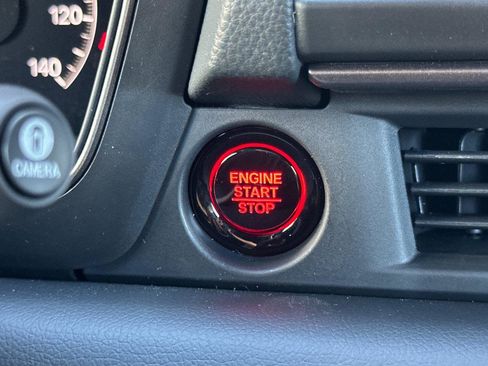 120
140
CAMERA
ENGINE
START
STOP